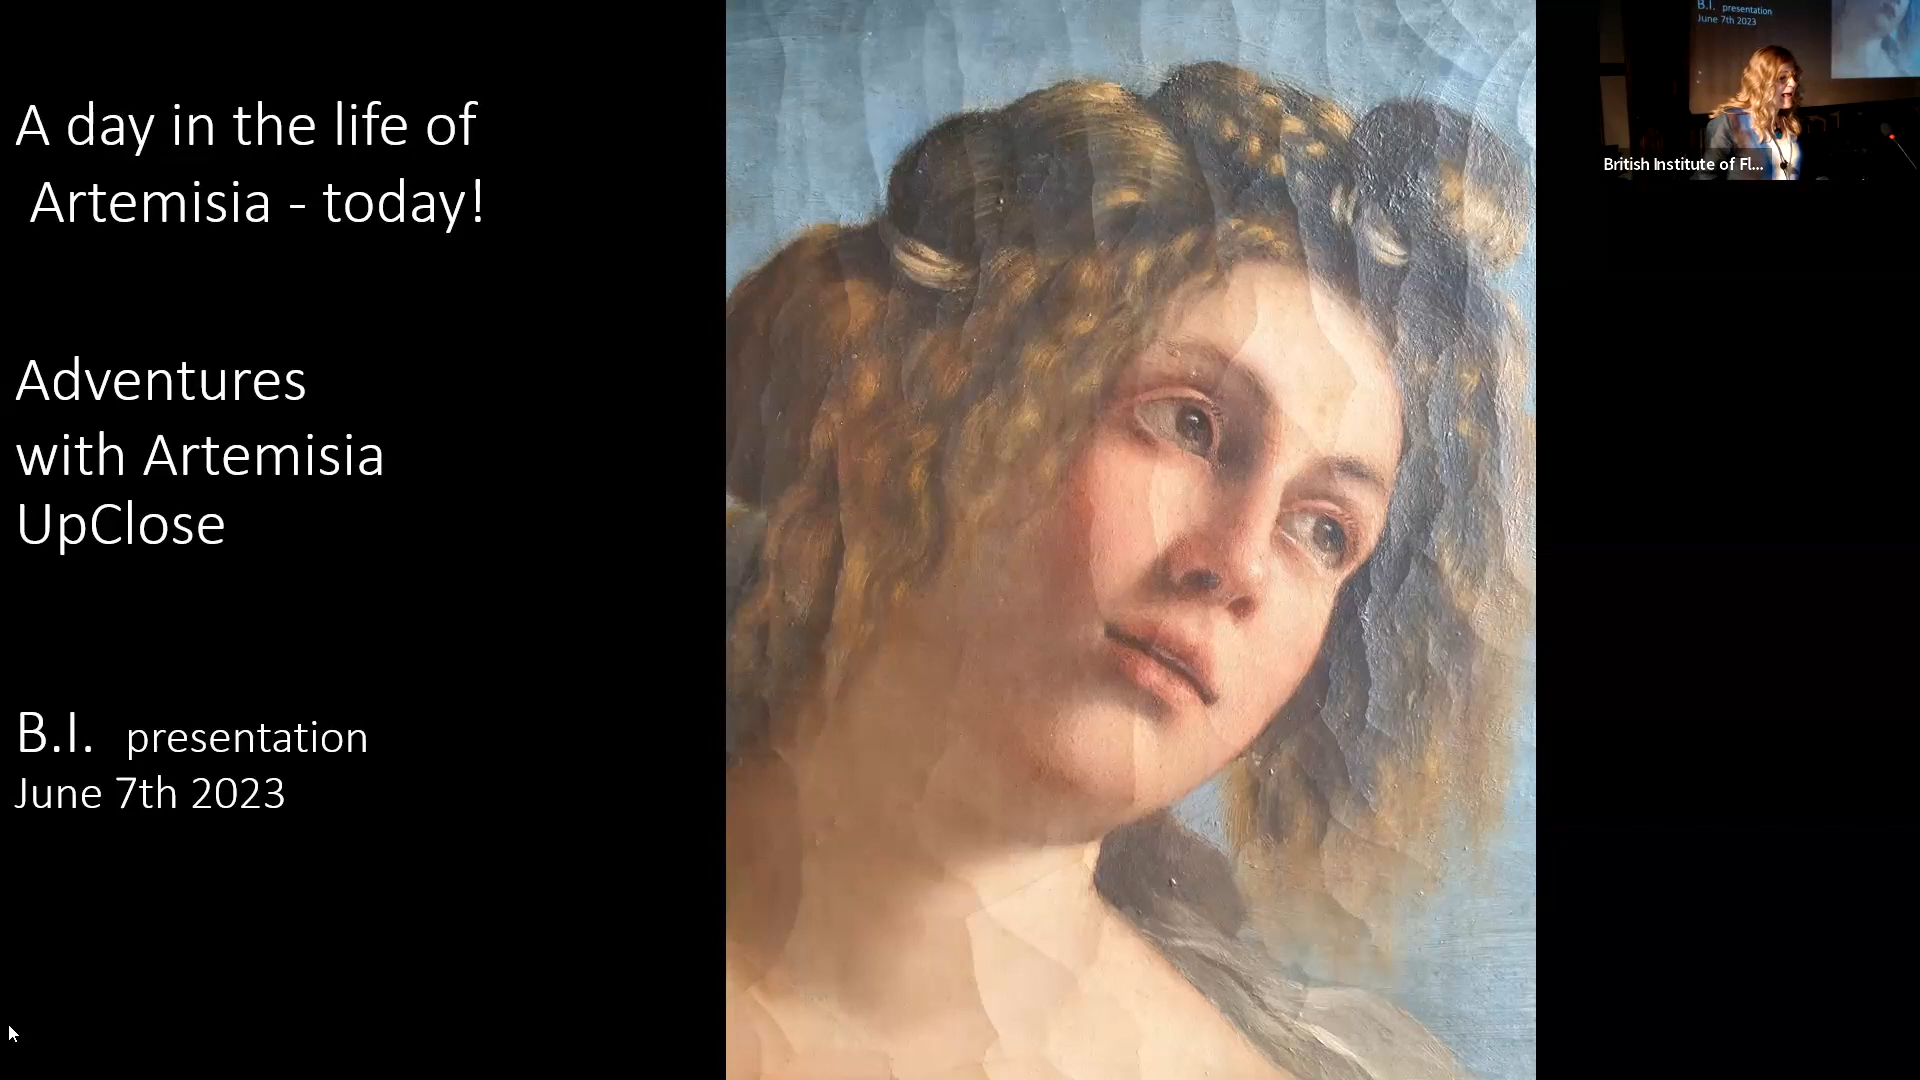 A day in the life of
Artemisia - today!
Adventures
with Artemisia
UpClose
B.I. presentation
June 7th 2023
B.I. presentation
June 7th 2023
British Institute of Fl...